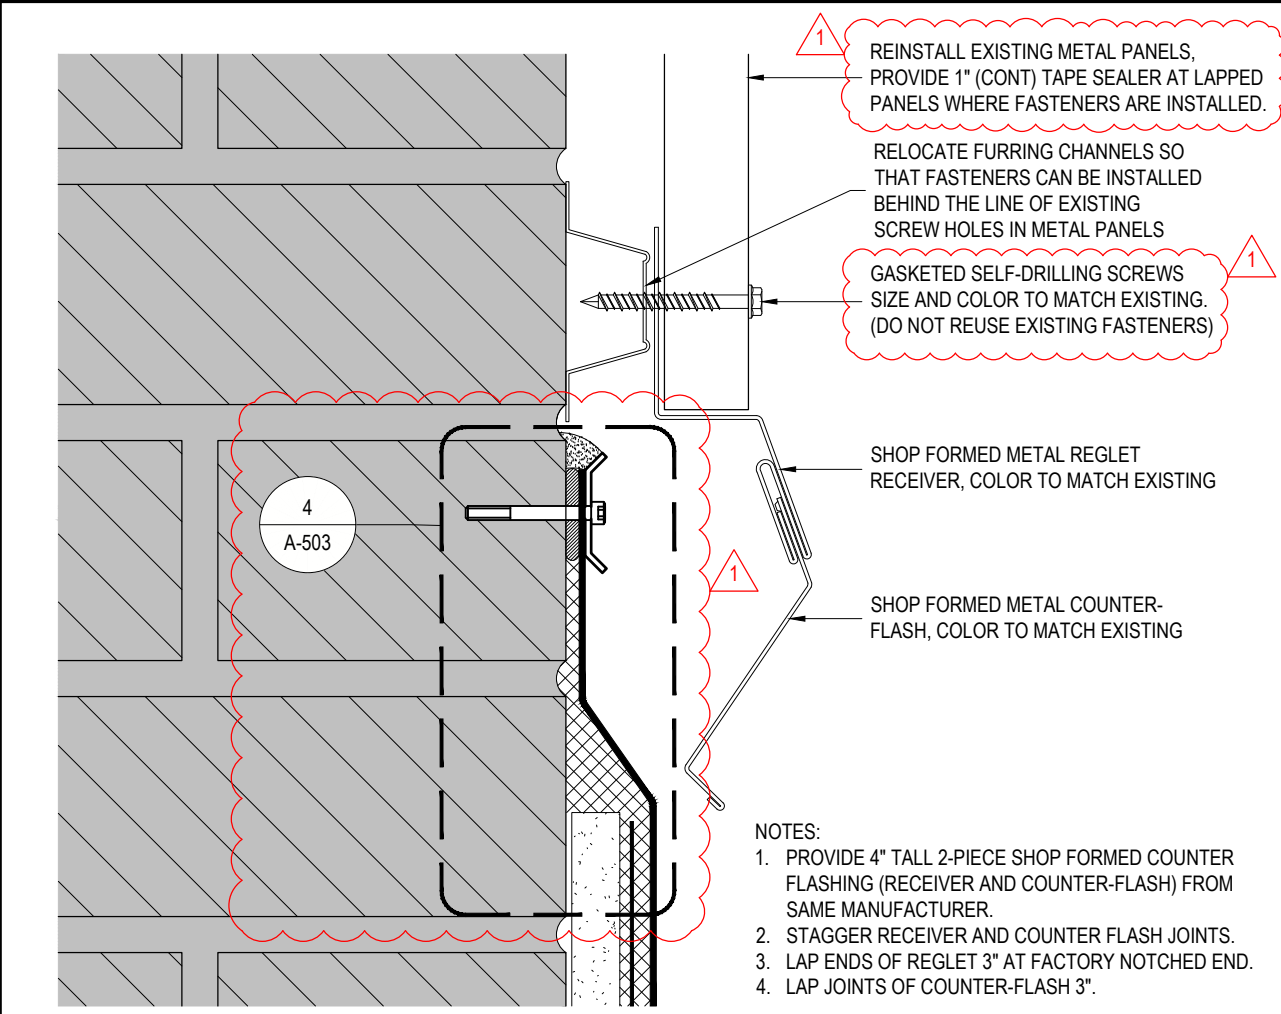 1
REINSTALL EXISTING METAL PANELS,
PROVIDE 1" (CONT) TAPE SEALER AT LAPPED
PANELS WHERE FASTENERS ARE INSTALLED.
RELOCATE FURRING CHANNELS SO
THAT FASTENERS CAN BE INSTALLED
BEHIND THE LINE OF EXISTING
SCREW HOLES IN METAL PANELS
1
GASKETED SELF-DRILLING SCREWS
SIZE AND COLOR TO MATCH EXISTING.
(DO NOT REUSE EXISTING FASTENERS)
SHOP FORMED METAL REGLET
RECEIVER, COLOR TO MATCH EXISTING
4
A-503
1
SHOP FORMED METAL COUNTER-
FLASH, COLOR TO MATCH EXISTING
NOTES:
1. PROVIDE 4" TALL 2-PIECE SHOP FORMED COUNTER
FLASHING (RECEIVER AND COUNTER-FLASH) FROM
SAME MANUFACTURER.
2. STAGGER RECEIVER AND COUNTER FLASH JOINTS.
3. LAP ENDS OF REGLET 3" AT FACTORY NOTCHED END.
4. LAP JOINTS OF COUNTER-FLASH 3".